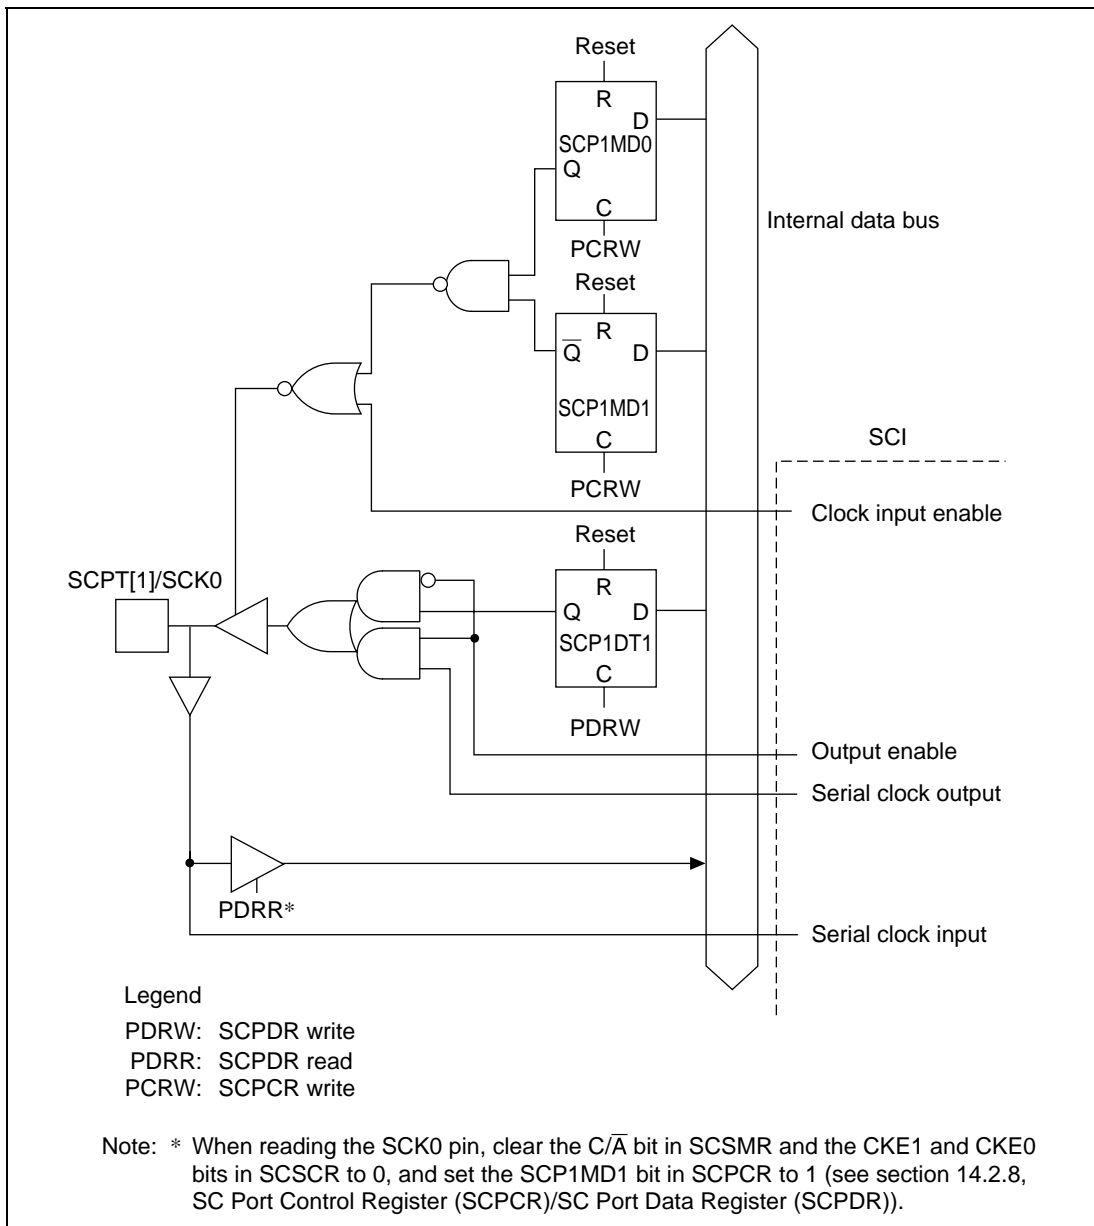 Reset
R
D
SCP1MD0
Q
C
PCRW
Internal data bus
Reset
R
Q̅ D
SCP1MD1
C
PCRW
SCI
Clock input enable
Reset
SCPT[1]/SCK0
R
Q D
SCP1DT1
C
PDRW
Output enable
Serial clock output
PDRR*
Serial clock input
Legend
PDRW: SCPDR write
PDRR: SCPDR read
PCRW: SCPCR write
Note: * When reading the SCK0 pin, clear the C/A̅ bit in SCSMR and the CKE1 and CKE0
bits in SCSCR to 0, and set the SCP1MD1 bit in SCPCR to 1 (see section 14.2.8,
SC Port Control Register (SCPCR)/SC Port Data Register (SCPDR)).